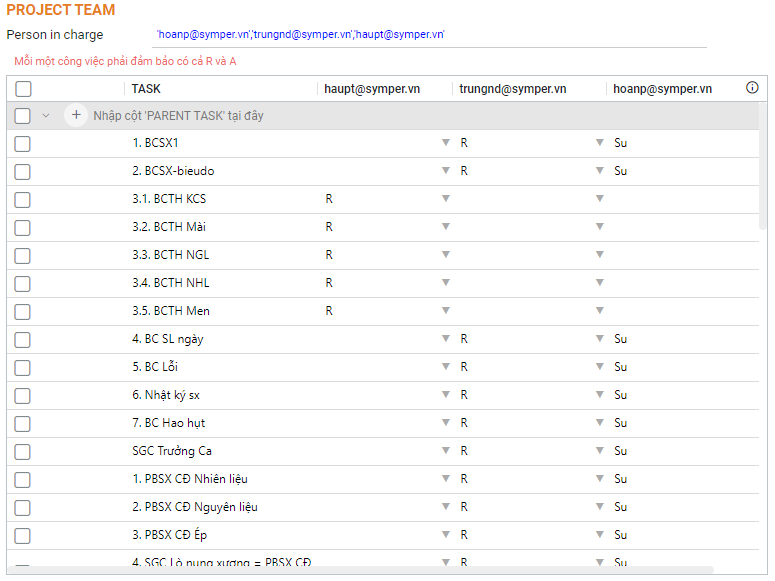 PROJECT TEAM
Person in charge 'hoanp@symper.vn','trungnd@symper.vn','haupt@symper.vn'
Mỗi một công việc phải đảm bảo có cả R và A
TASK haupt@symper.vn trungnd@symper.vn hoanp@symper.vn
+ Nhập cột 'PARENT TASK' tại đây
1. BCSX1 R Su
2. BCSX-bieudo R Su
3.1. BCTH KCS R
3.2. BCTH Mài R
3.3. BCTH NGL R
3.4. BCTH NHL R
3.5. BCTH Men R
4. BC SL ngày R Su
5. BC Lỗi R Su
6. Nhật ký sx R Su
7. BC Hao hụt R Su
SGC Trưởng Ca R Su
1. PBSX CĐ Nhiên liệu R Su
2. PBSX CĐ Nguyên liệu R Su
3. PBSX CĐ Ép R Su
4. SGC Lò nung xương = PBSX CĐ R Su